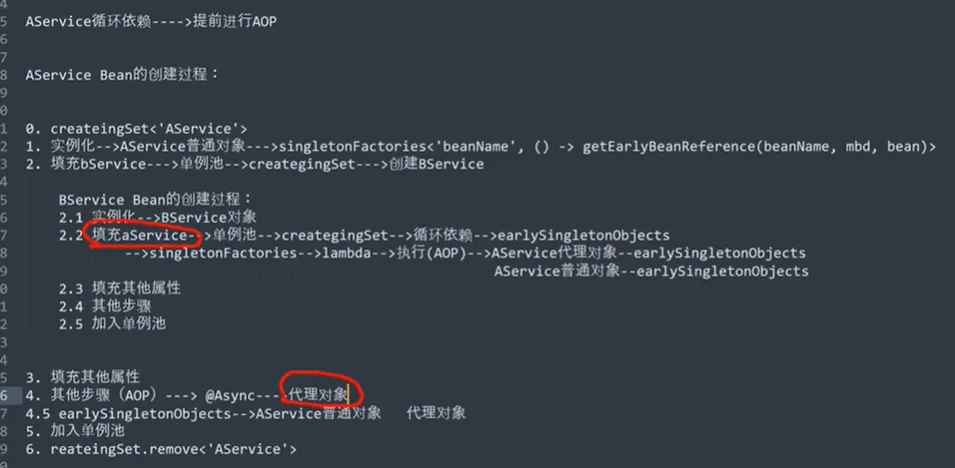 4
5 AService循环依赖---->提前进行AOP
6
7
8 AService Bean的创建过程：
9
0
1 0. createingSet<'AService'>
2 1. 实例化-->AService普通对象--->singletonFactories<'beanName', () -> getEarlyBeanReference(beanName, mbd, bean)>
3 2. 填充bService--->单例池-->creategingSet--->创建BService
4
5 BService Bean的创建过程：
6 2.1 实例化-->BService对象
7 2.2 填充aService-->单例池-->creategingSet-->循环依赖-->earlySingletonObjects
8 -->singletonFactories-->lambda-->执行(AOP)-->AService代理对象--earlySingletonObjects
9 AService普通对象--earlySingletonObjects
0 2.3 填充其他属性
1 2.4 其他步骤
2 2.5 加入单例池
3
4
5 3. 填充其他属性
6 4. 其他步骤（AOP）---> @Async----代理对象
7 4.5 earlySingletonObjects-->AService普通对象 代理对象
8 5. 加入单例池
9 6. reateingSet.remove<'AService'>
0